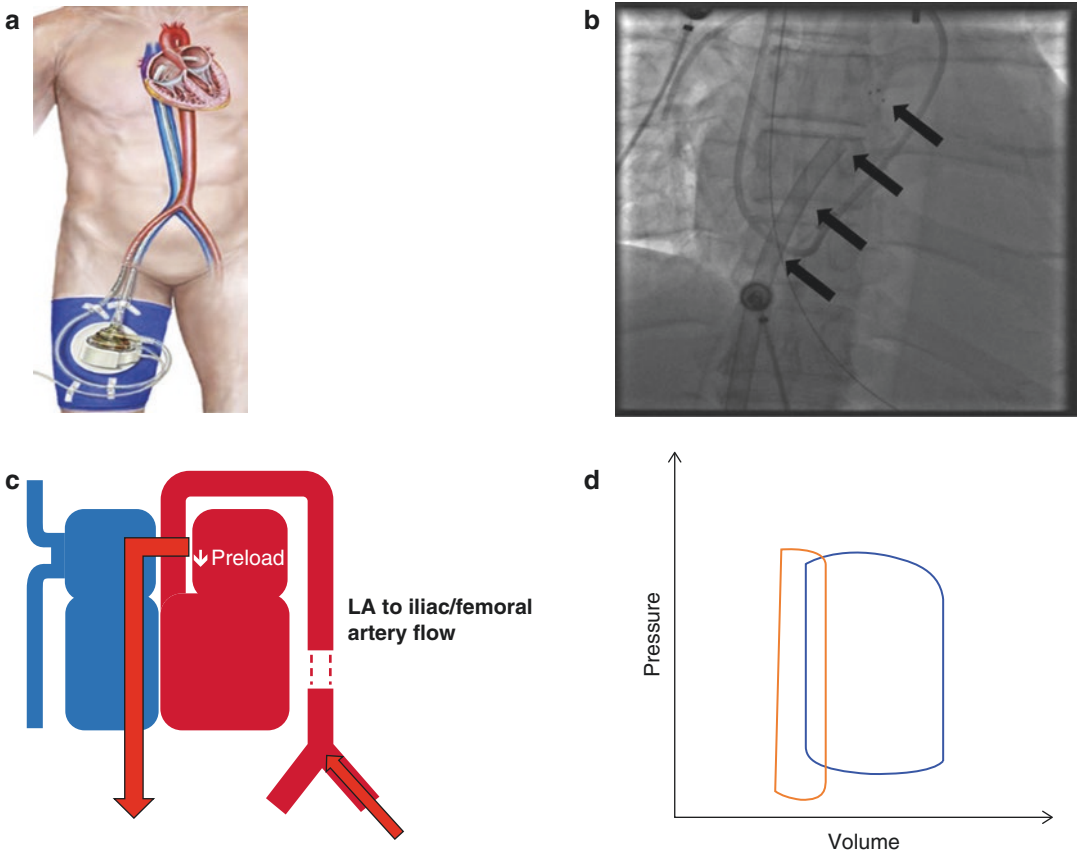 a
b
c
↓ Preload
LA to iliac/femoral
artery flow
d
Pressure
Volume